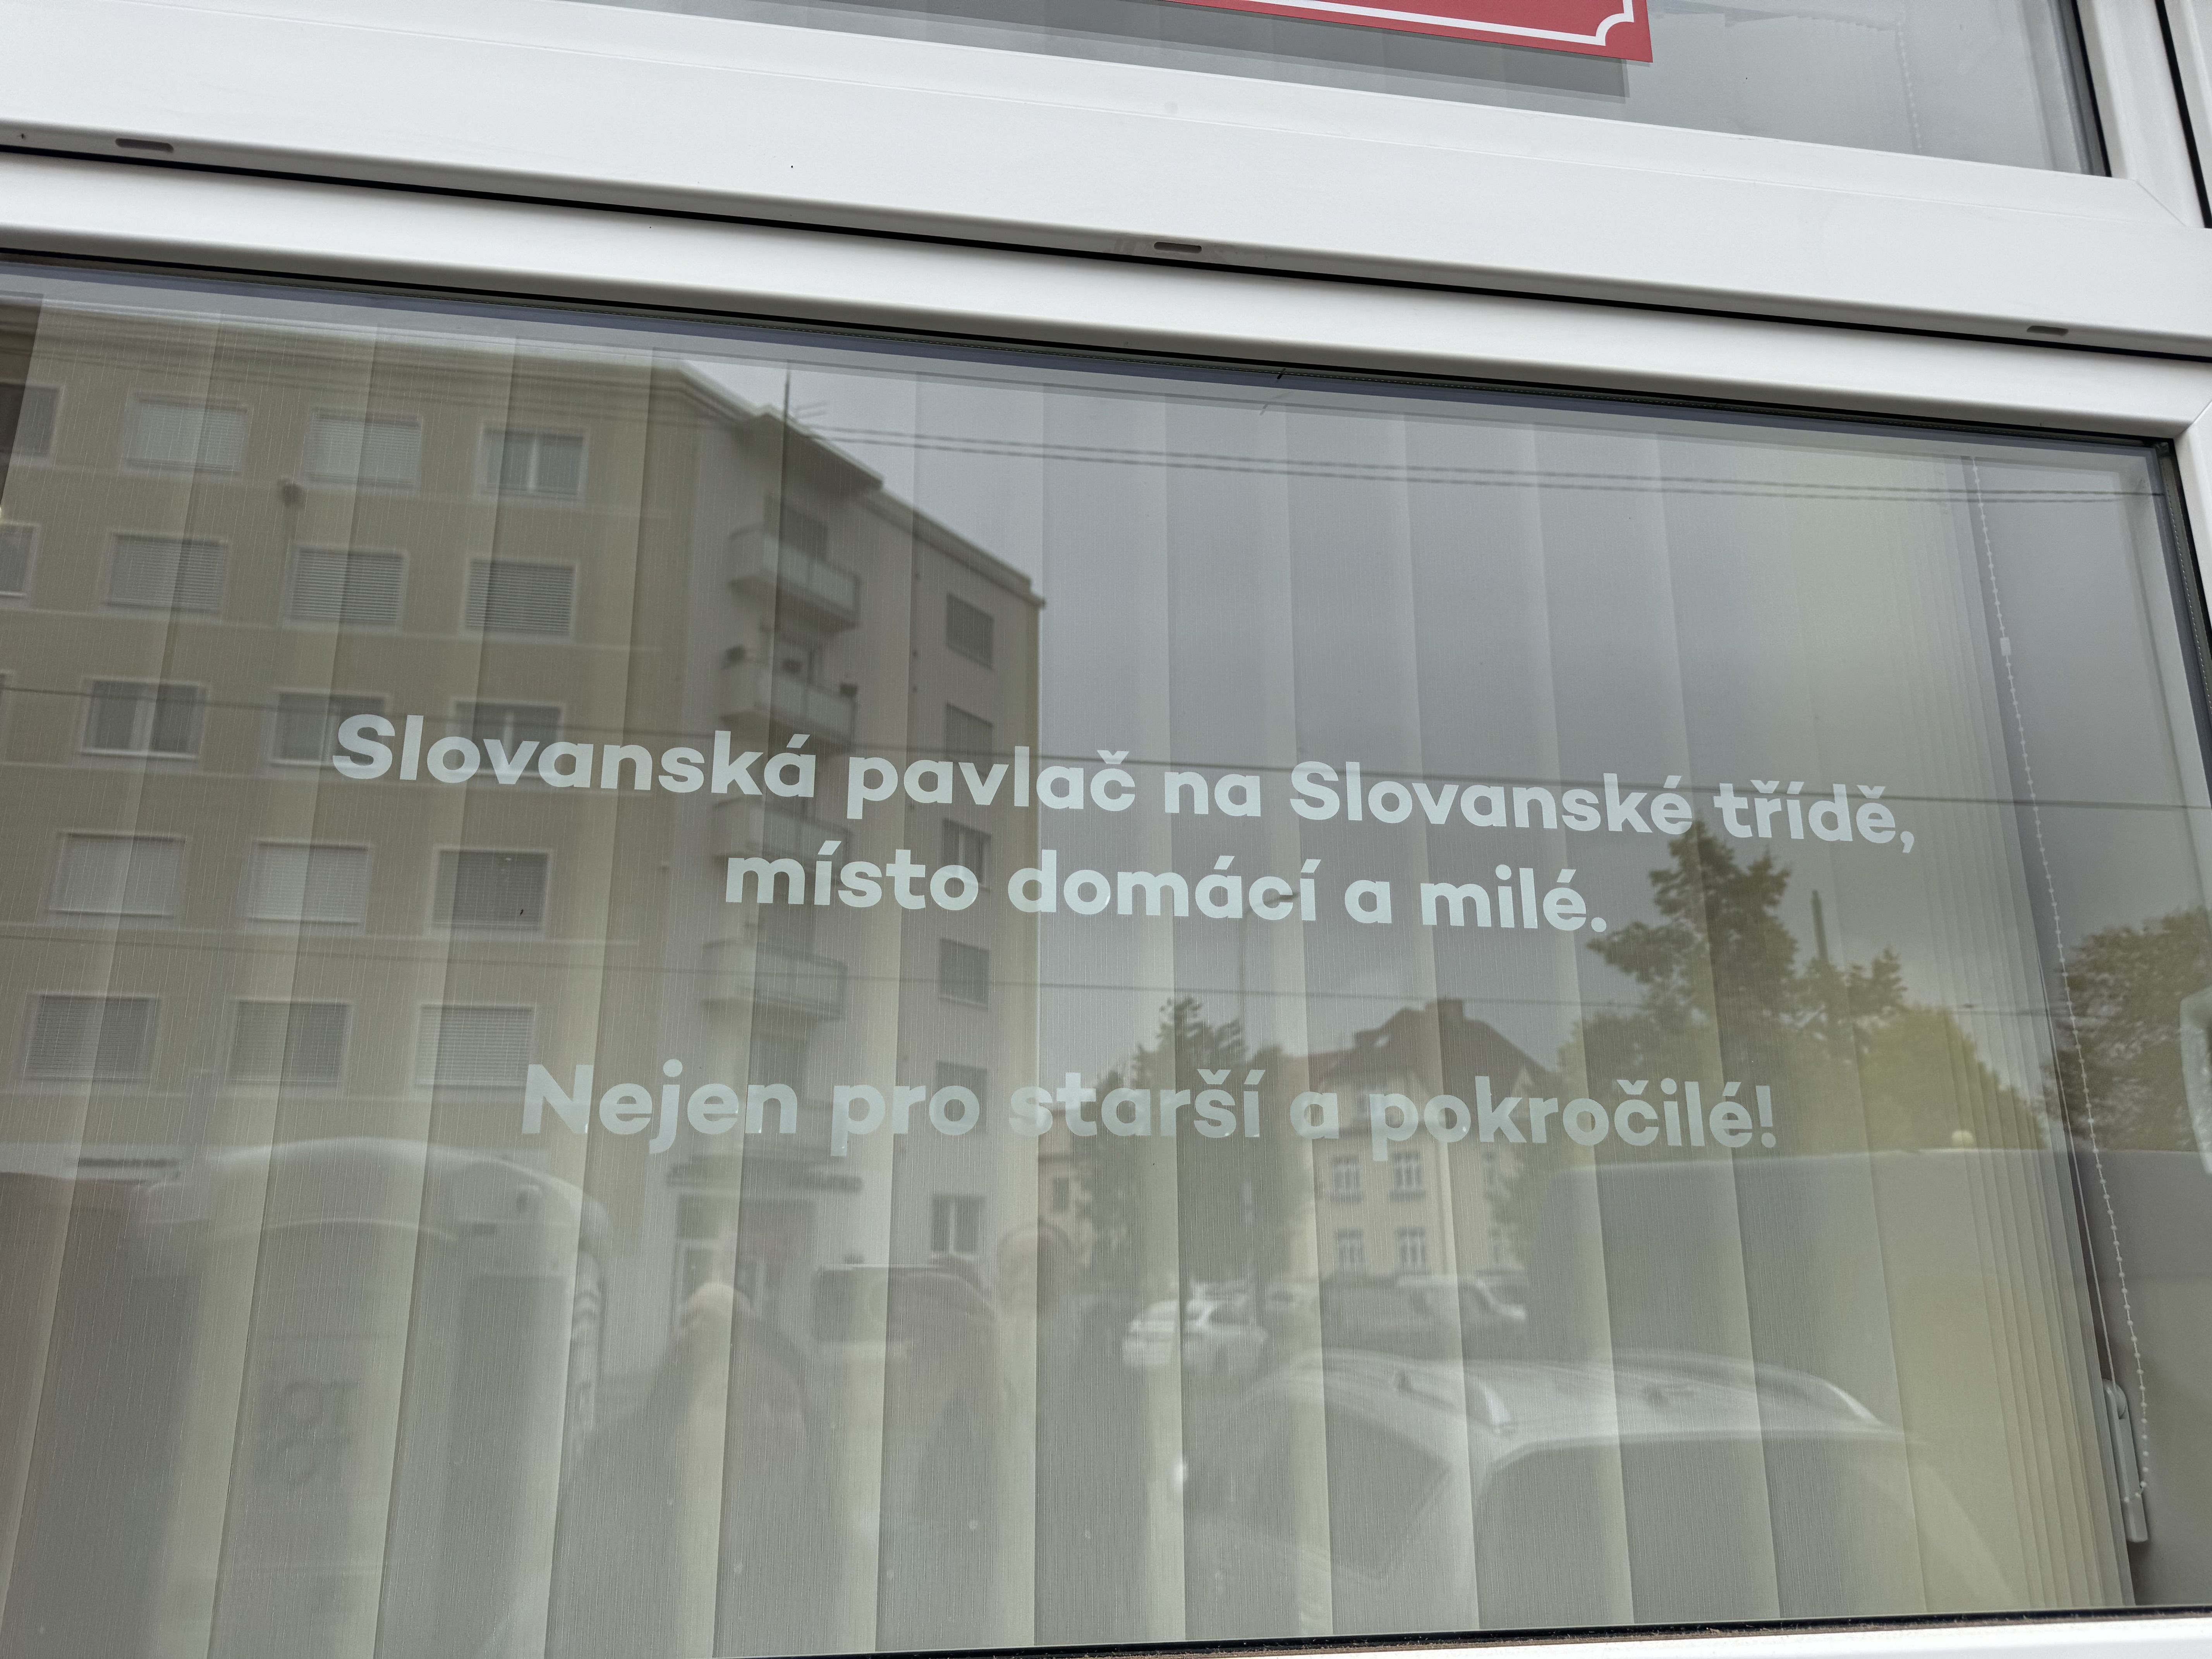 Slovanská pavlač na Slovanské třídě,
místo domácí a milé.
Nejen pro starší a pokročilé!